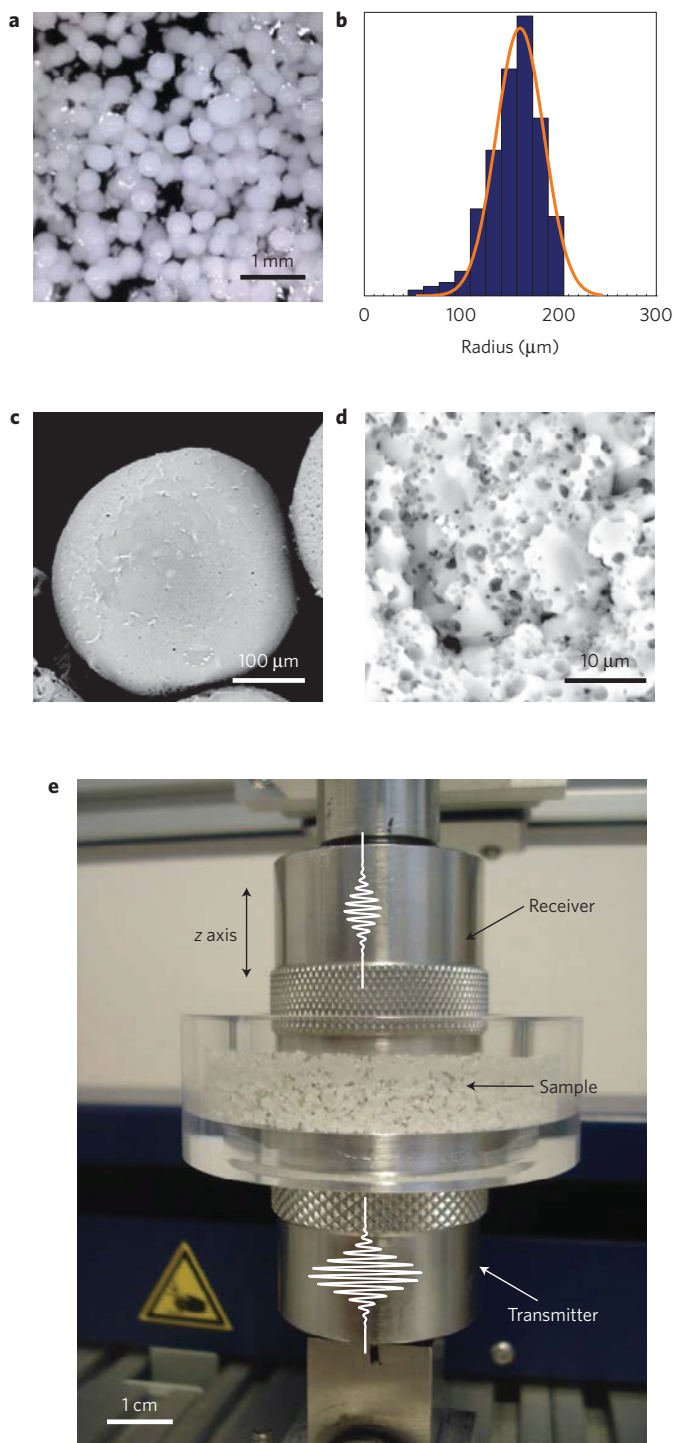 a
1 mm
b
0
100
200
300
Radius (μm)
c
100 μm
d
10 μm
e
z axis
Receiver
Sample
Transmitter
1 cm